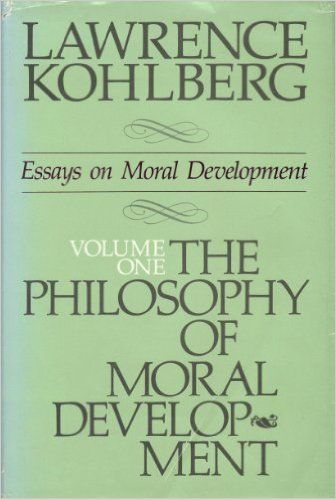 LAWRENCE
KOHLBERG
Essays on Moral Development
VOLUME
ONE THE
PHILOSOPHY
OF
MORAL
DEVELOP
MENT